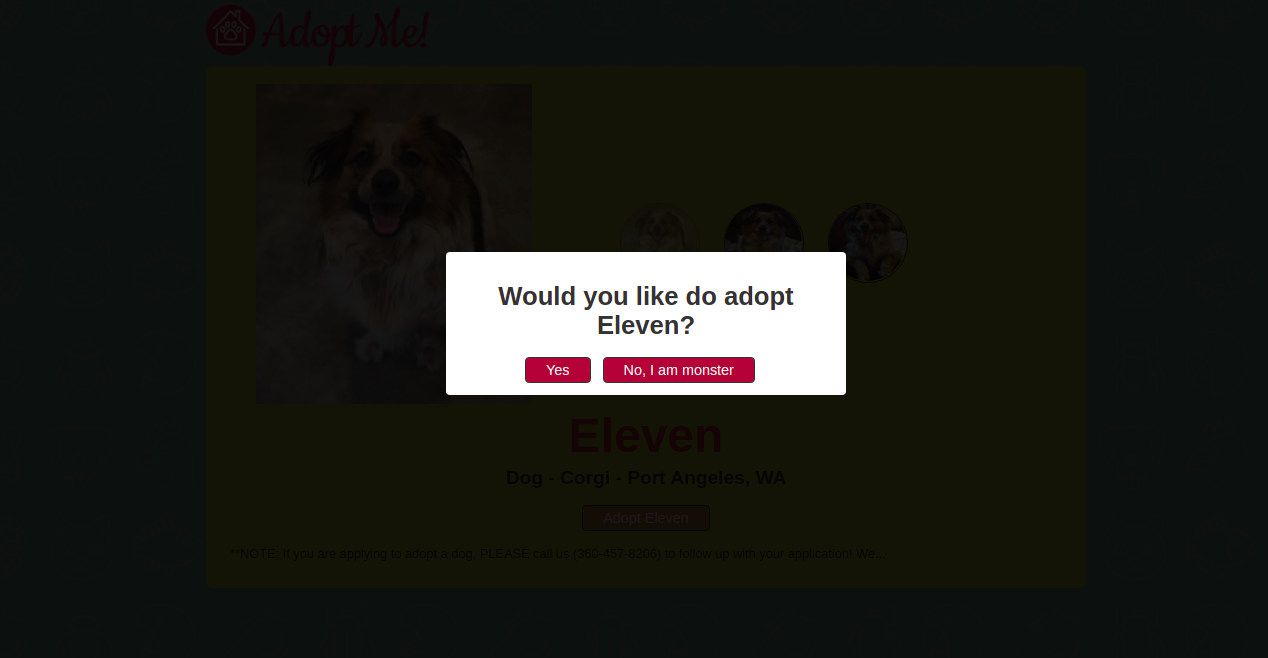 Adopt Me!
Would you like do adopt
Eleven?
Yes
No, I am monster
Eleven
Dog - Corgi - Port Angeles, WA
Adopt Eleven
**NOTE: If you are applying to adopt a dog, PLEASE call us (360-457-8206) to follow up with your application! We...